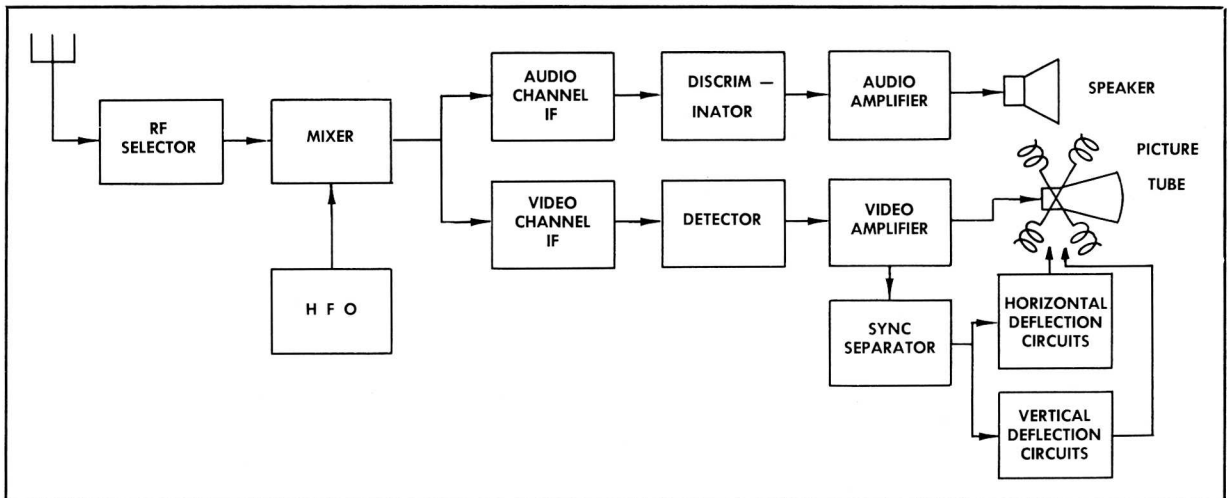 RF
SELECTOR
MIXER
H F O
AUDIO
CHANNEL
IF
DISCRIM —
INATOR
AUDIO
AMPLIFIER
SPEAKER
VIDEO
CHANNEL
IF
DETECTOR
VIDEO
AMPLIFIER
PICTURE
TUBE
SYNC
SEPARATOR
HORIZONTAL
DEFLECTION
CIRCUITS
VERTICAL
DEFLECTION
CIRCUITS